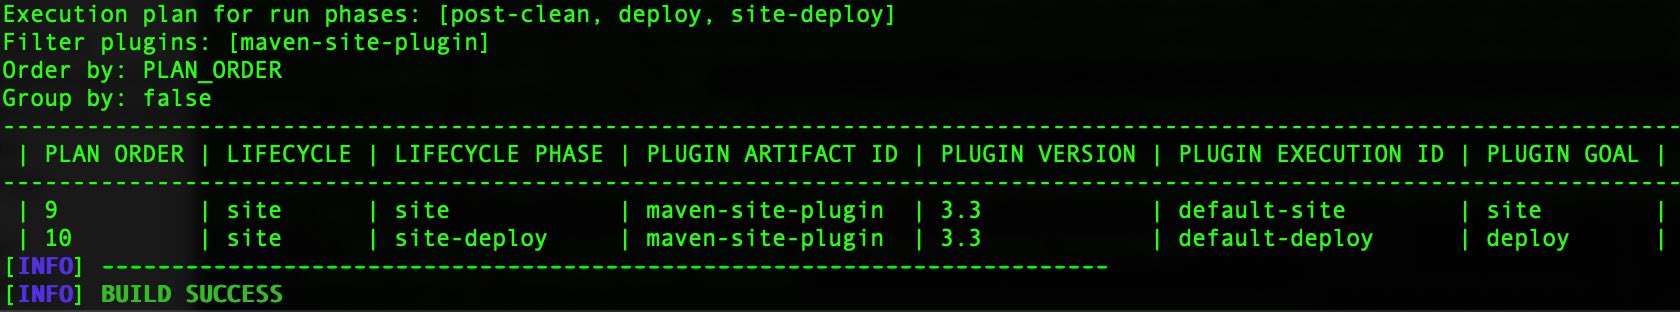 Execution plan for run phases: [post-clean, deploy, site-deploy]
Filter plugins: [maven-site-plugin]
Order by: PLAN_ORDER
Group by: false
------------------------------------------------------------------------------------------------------------------------
| PLAN ORDER | LIFECYCLE | LIFECYCLE PHASE | PLUGIN ARTIFACT ID | PLUGIN VERSION | PLUGIN EXECUTION ID | PLUGIN GOAL |
------------------------------------------------------------------------------------------------------------------------
| 9 | site | site | maven-site-plugin | 3.3 | default-site | site |
| 10 | site | site-deploy | maven-site-plugin | 3.3 | default-deploy | deploy |
[INFO] ------------------------------------------------------------------------
[INFO] BUILD SUCCESS